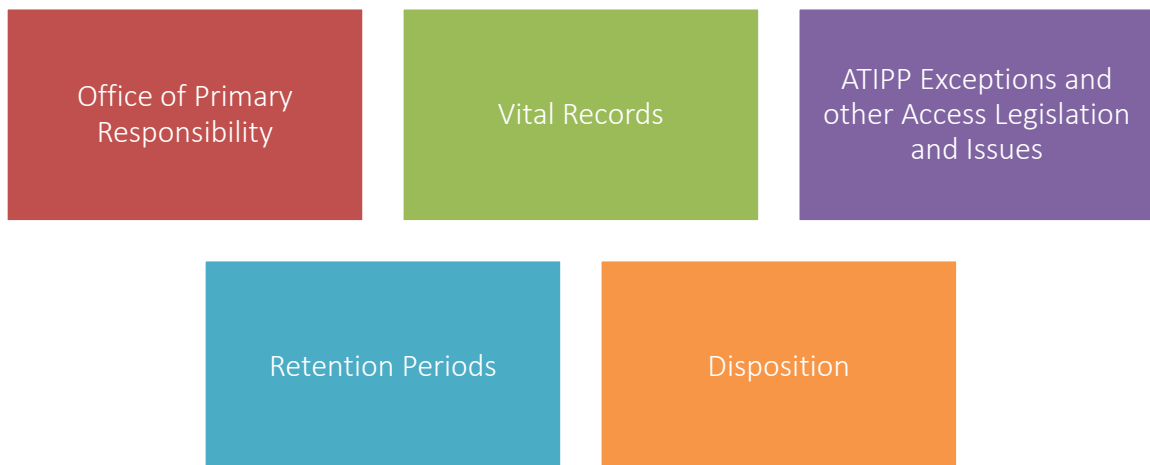 Office of Primary
Responsibility
Vital Records
ATIPP Exceptions and
other Access Legislation
and Issues
Retention Periods
Disposition